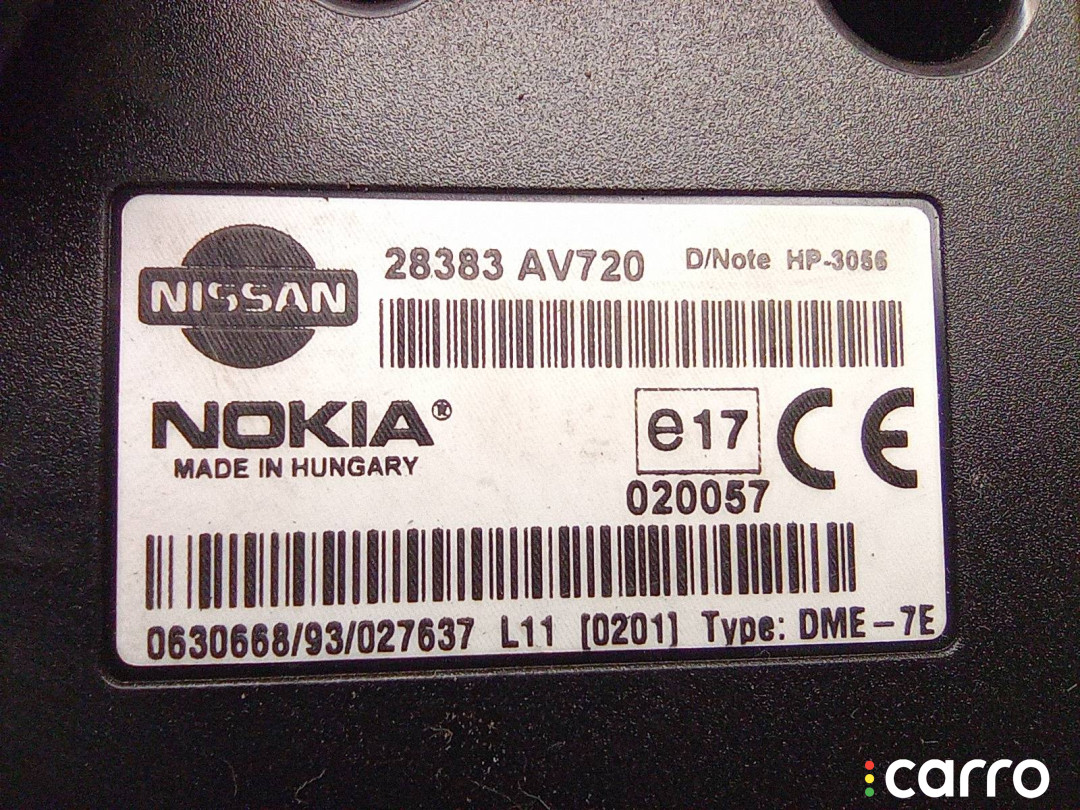 NISSAN
28383 AV720 D/Note HP-3056
NOKIA®
MADE IN HUNGARY
e17 CE
020057
0630668/93/027637 L11 [0201] Type: DME-7E
carro